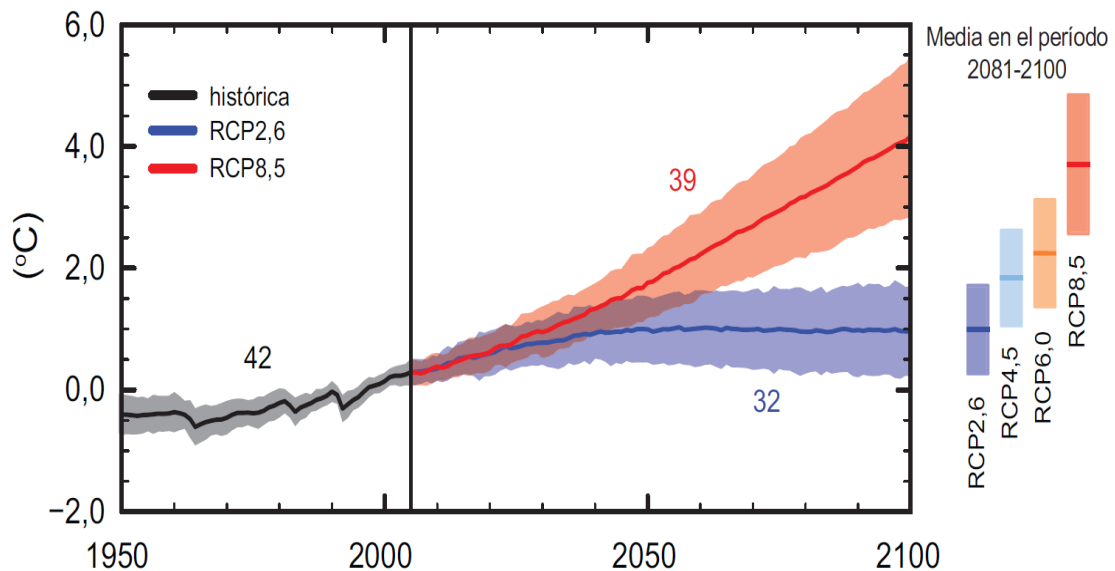 6,0
4,0
2,0
0,0
−2,0
(°C)
histórica
RCP2,6
RCP8,5
42
39
32
1950
2000
2050
2100
Media en el período
2081-2100
RCP2,6
RCP4,5
RCP6,0
RCP8,5